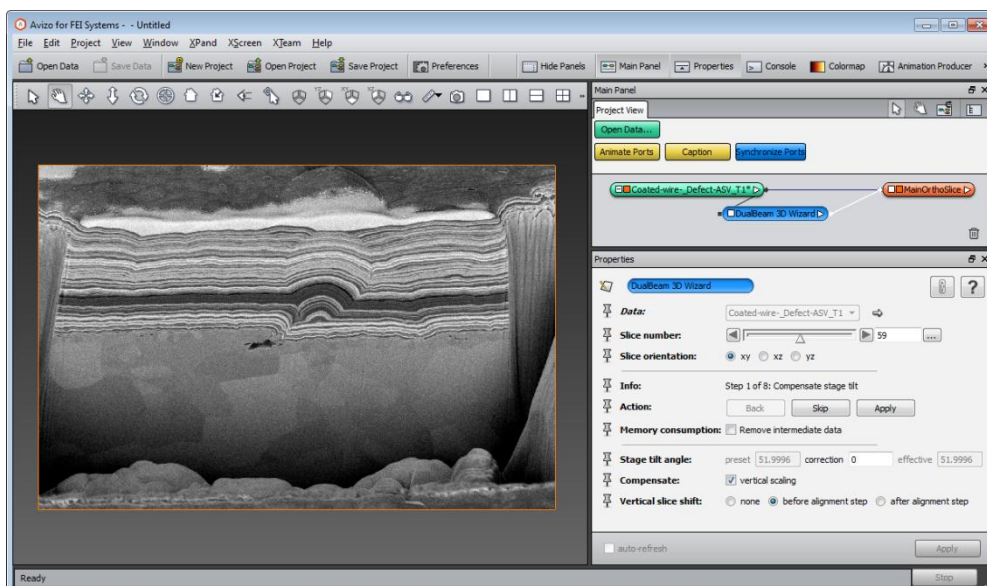 Avizo for FEI Systems - - Untitled
File Edit Project View Window XPand XScreen XTeam Help
Open Data... Save Data New Project Open Project Save Project Preferences Hide Panels Main Panel Properties Console Colormap Animation Producer
Main Panel
Project View
Open Data...
Animate Ports Caption Synchronize Ports
Coated-wire-_Defect-ASV_T1* MainOrthoSlice
DualBeam 3D Wizard
Properties
DualBeam 3D Wizard ?
Data: Coated-wire-_Defect-ASV_T1
Slice number: 59 ...
Slice orientation: xy xz yz
Info: Step 1 of 8: Compensate stage tilt
Action: Back Skip Apply
Memory consumption: Remove intermediate data
Stage tilt angle: preset 51.9996 correction 0 effective 51.9996
Compensate: vertical scaling
Vertical slice shift: none before alignment step after alignment step
auto-refresh Apply
Ready Stop